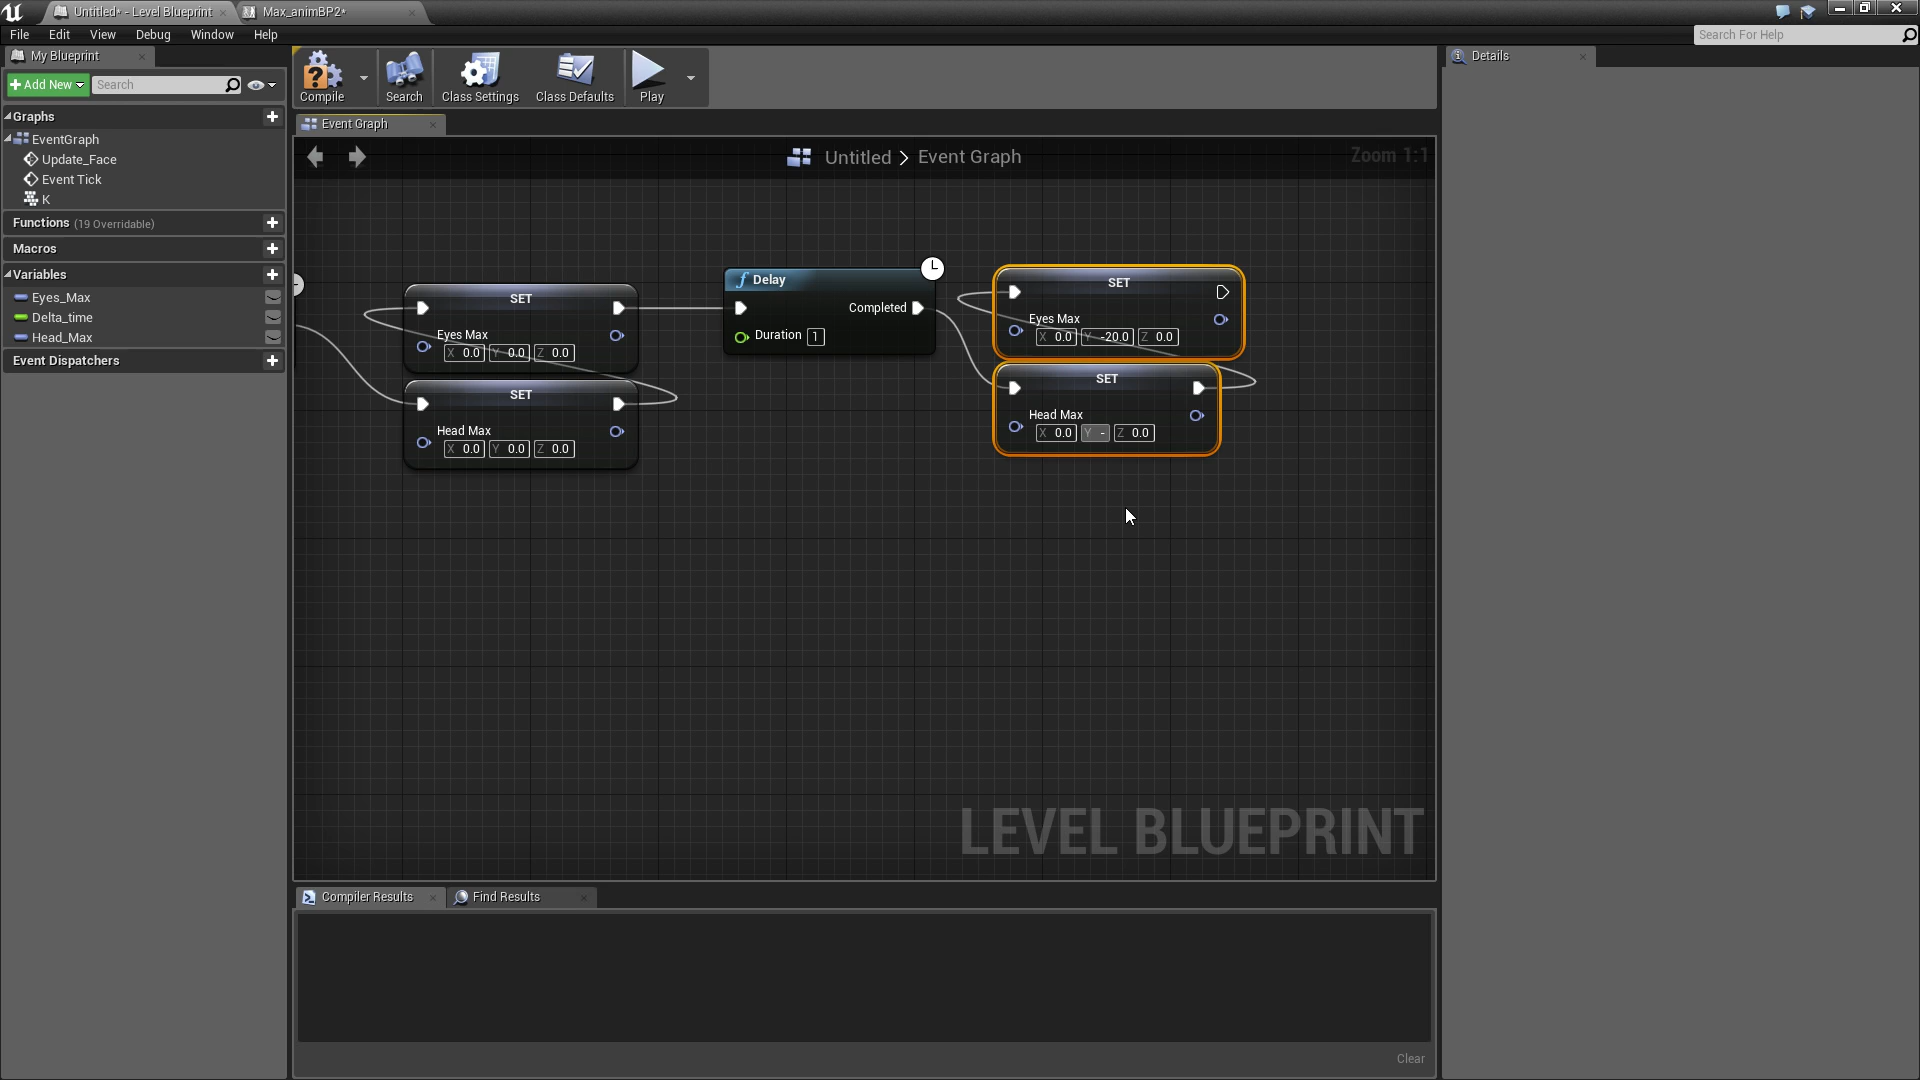 Untitled* - Level Blueprint
Max_animBP2*
File Edit View Debug Window Help
Search For Help
My Blueprint
Add New
Search
Compile
Search
Class Settings
Class Defaults
Play
Details
Graphs
EventGraph
Update_Face
Event Tick
K
Functions (19 Overridable)
Macros
Variables
Eyes_Max
Delta_time
Head_Max
Event Dispatchers
Event Graph
Untitled > Event Graph
Zoom 1:1
SET
Eyes Max
X 0.0 Y 0.0 Z 0.0
SET
Head Max
X 0.0 Y 0.0 Z 0.0
f Delay
Completed
Duration 1
SET
Eyes Max
X 0.0 Y -20.0 Z 0.0
SET
Head Max
X 0.0 Y - Z 0.0
LEVEL BLUEPRINT
Compiler Results
Find Results
Clear